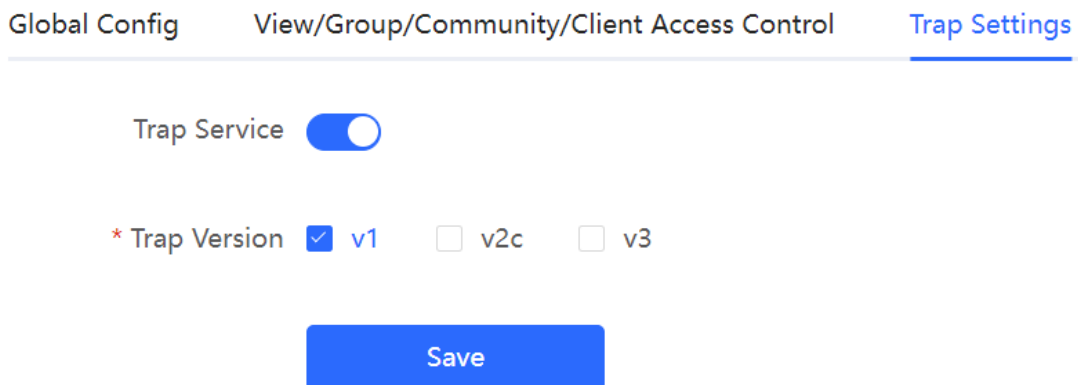 Global Config View/Group/Community/Client Access Control Trap Settings
Trap Service
* Trap Version v1 v2c v3
Save